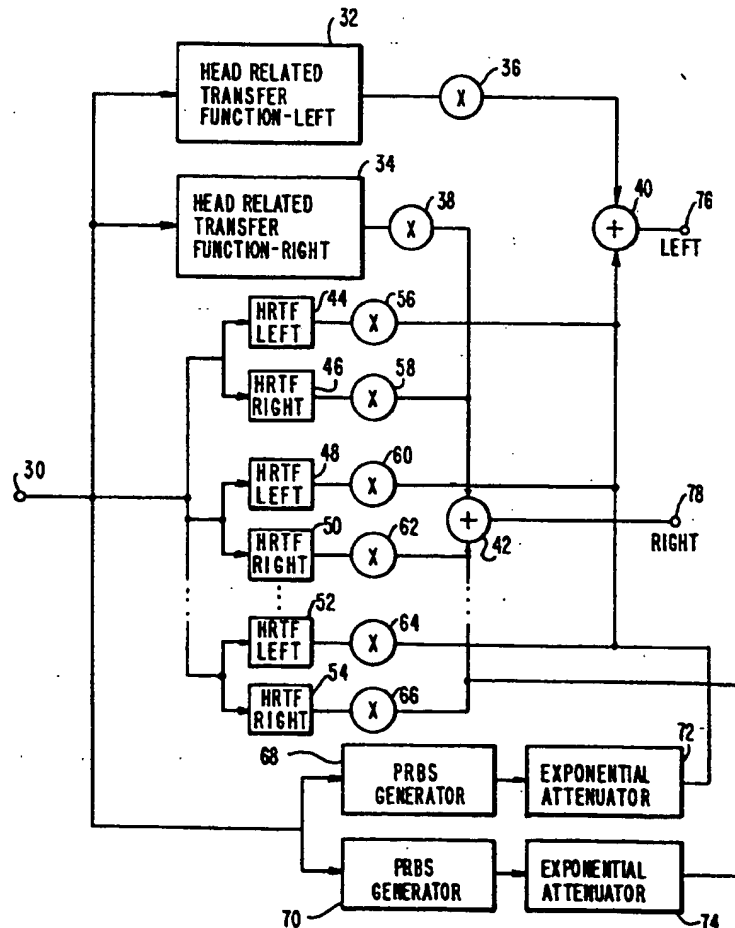 32
HEAD RELATED
TRANSFER
FUNCTION-LEFT
X
36
34
HEAD RELATED
TRANSFER
FUNCTION-RIGHT
X
38
+
40
76
LEFT
44
HRTF
LEFT
X
56
46
HRTF
RIGHT
X
58
30
48
HRTF
LEFT
X
60
50
HRTF
RIGHT
X
62
+
42
78
RIGHT
52
HRTF
LEFT
X
64
54
HRTF
RIGHT
X
66
68
PRBS
GENERATOR
72
EXPONENTIAL
ATTENUATOR
70
PRBS
GENERATOR
EXPONENTIAL
ATTENUATOR
74